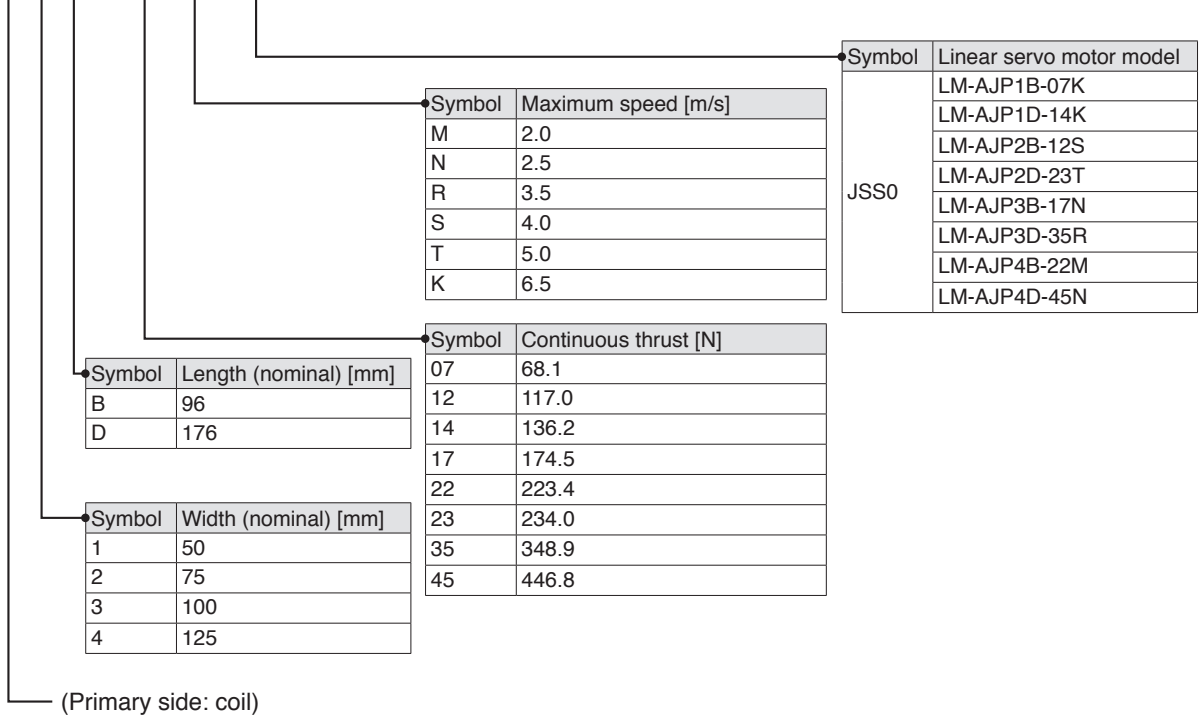 Symbol Linear servo motor model
JSS0
LM-AJP1B-07K
LM-AJP1D-14K
LM-AJP2B-12S
LM-AJP2D-23T
LM-AJP3B-17N
LM-AJP3D-35R
LM-AJP4B-22M
LM-AJP4D-45N
Symbol Maximum speed [m/s]
M 2.0
N 2.5
R 3.5
S 4.0
T 5.0
K 6.5
Symbol Continuous thrust [N]
07 68.1
12 117.0
14 136.2
17 174.5
22 223.4
23 234.0
35 348.9
45 446.8
Symbol Length (nominal) [mm]
B 96
D 176
Symbol Width (nominal) [mm]
1 50
2 75
3 100
4 125
(Primary side: coil)